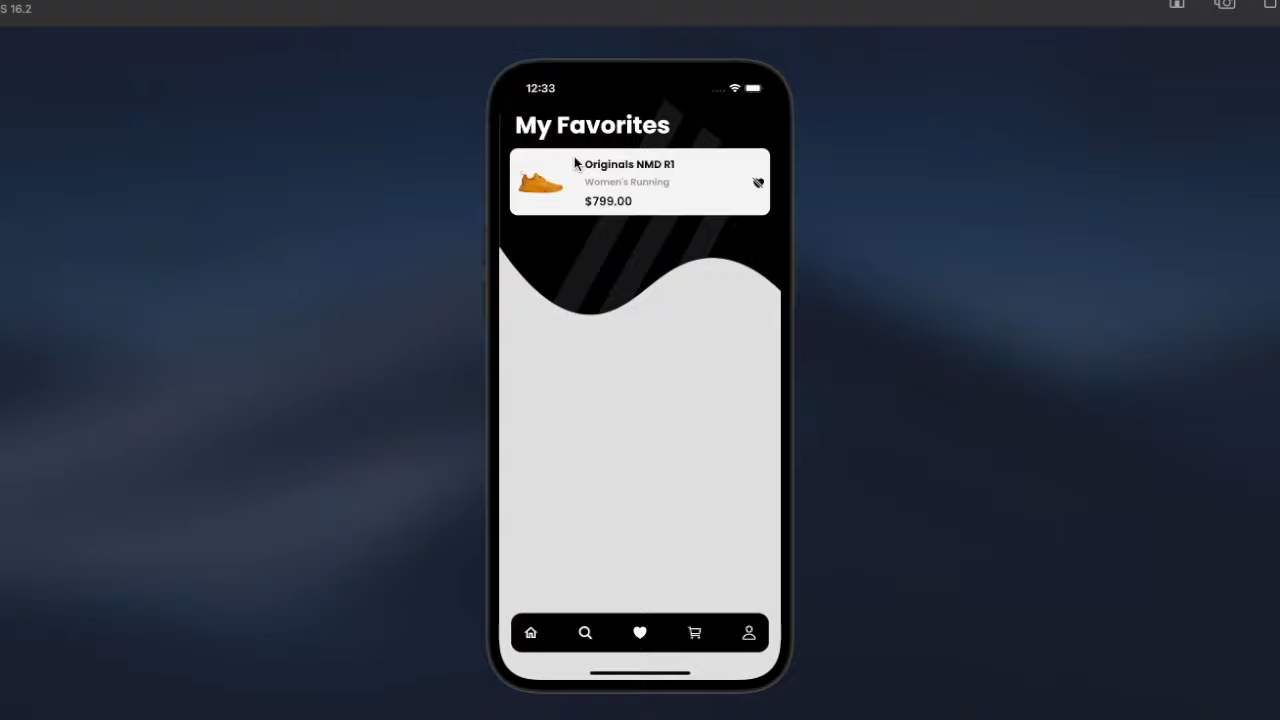 S 16.2
12:33
My Favorites
Originals NMD R1
Women's Running
$799.00